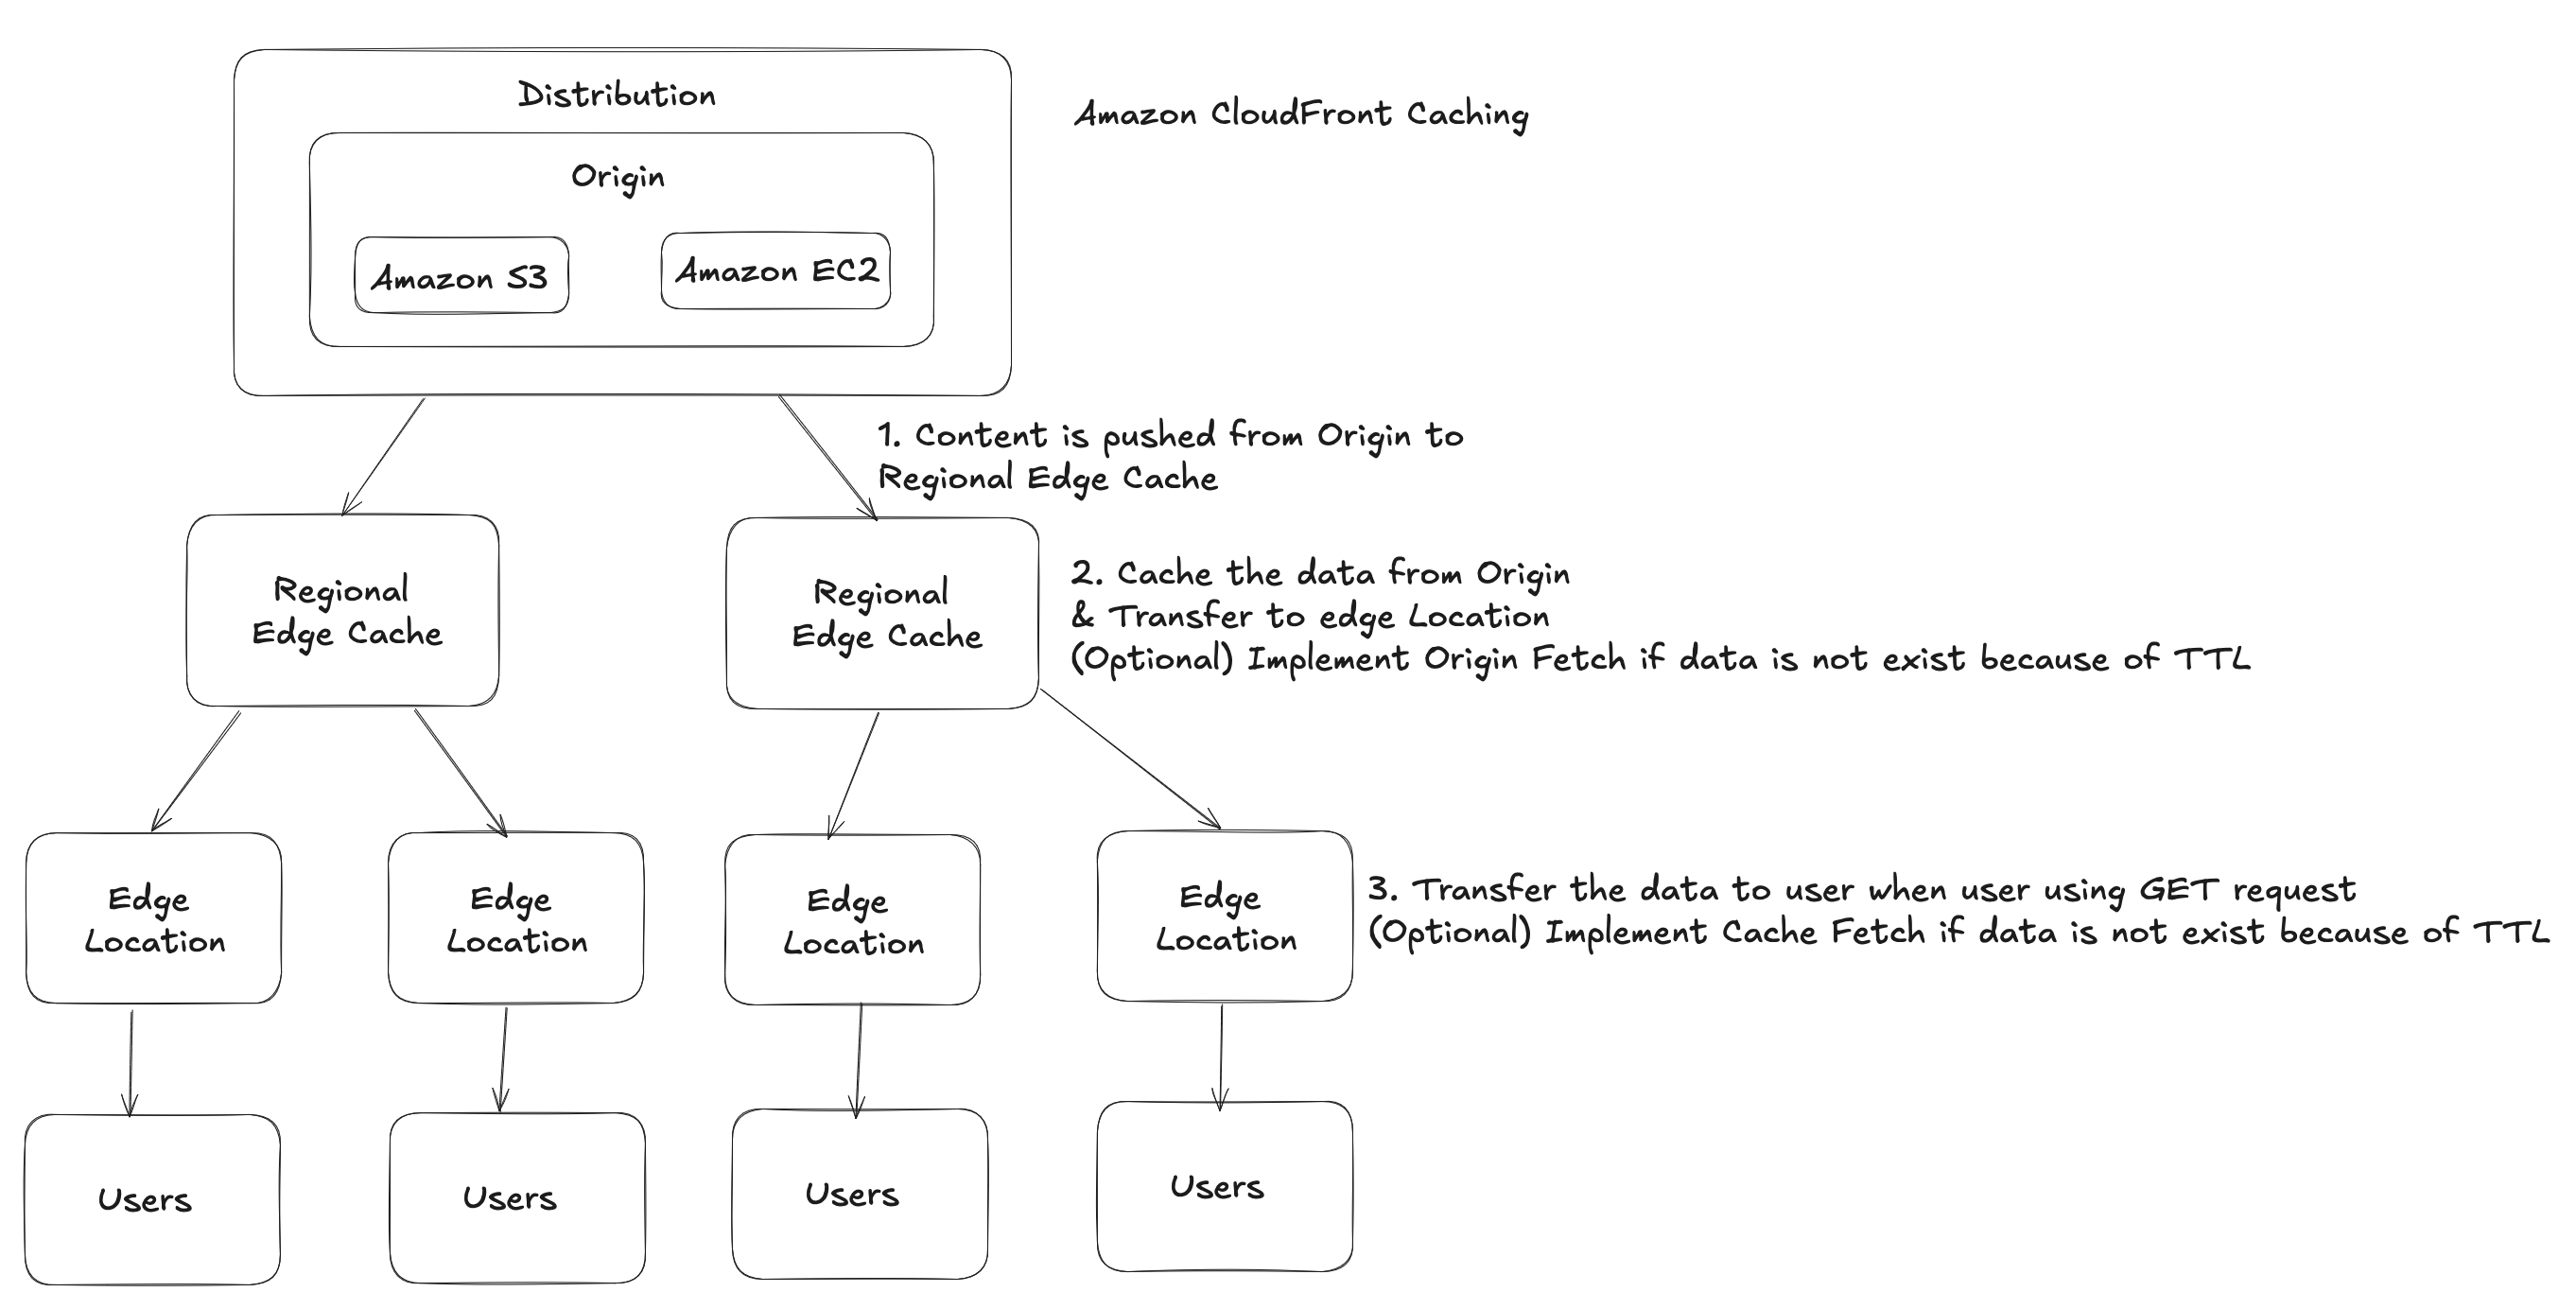 Distribution
Amazon CloudFront Caching
Origin
Amazon S3
Amazon EC2
1. Content is pushed from Origin to
Regional Edge Cache
Regional
Edge Cache
Regional
Edge Cache
2. Cache the data from Origin
& Transfer to edge Location
(Optional) Implement Origin Fetch if data is not exist because of TTL
Edge
Location
Edge
Location
Edge
Location
Edge
Location
3. Transfer the data to user when user using GET request
(Optional) Implement Cache Fetch if data is not exist because of TTL
Users
Users
Users
Users